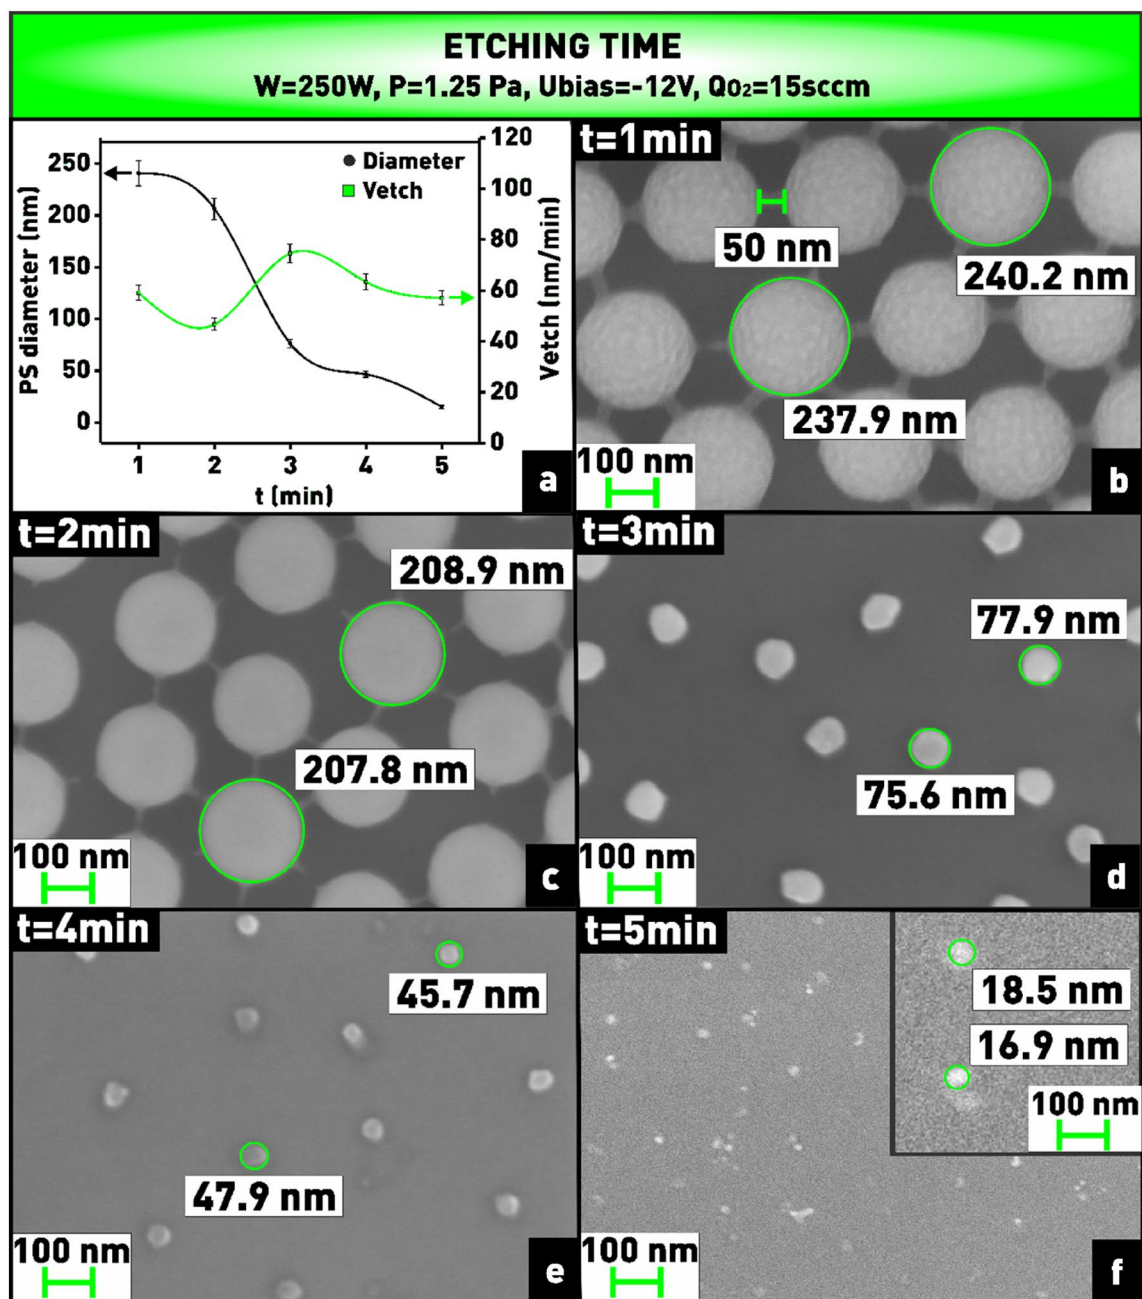 ETCHING TIME
W=250W, P=1.25 Pa, Ubias=-12V, QO2=15sccm
PS diameter (nm)
250
200
150
100
50
0
1 2 3 4 5
t (min)
Diameter
Vetch
120
100
80
60
40
20
0
Vetch (nm/min)
a
t=1min
50 nm
240.2 nm
237.9 nm
100 nm
b
t=2min
208.9 nm
207.8 nm
100 nm
c
t=3min
77.9 nm
75.6 nm
100 nm
d
t=4min
45.7 nm
47.9 nm
100 nm
e
t=5min
18.5 nm
16.9 nm
100 nm
100 nm
f